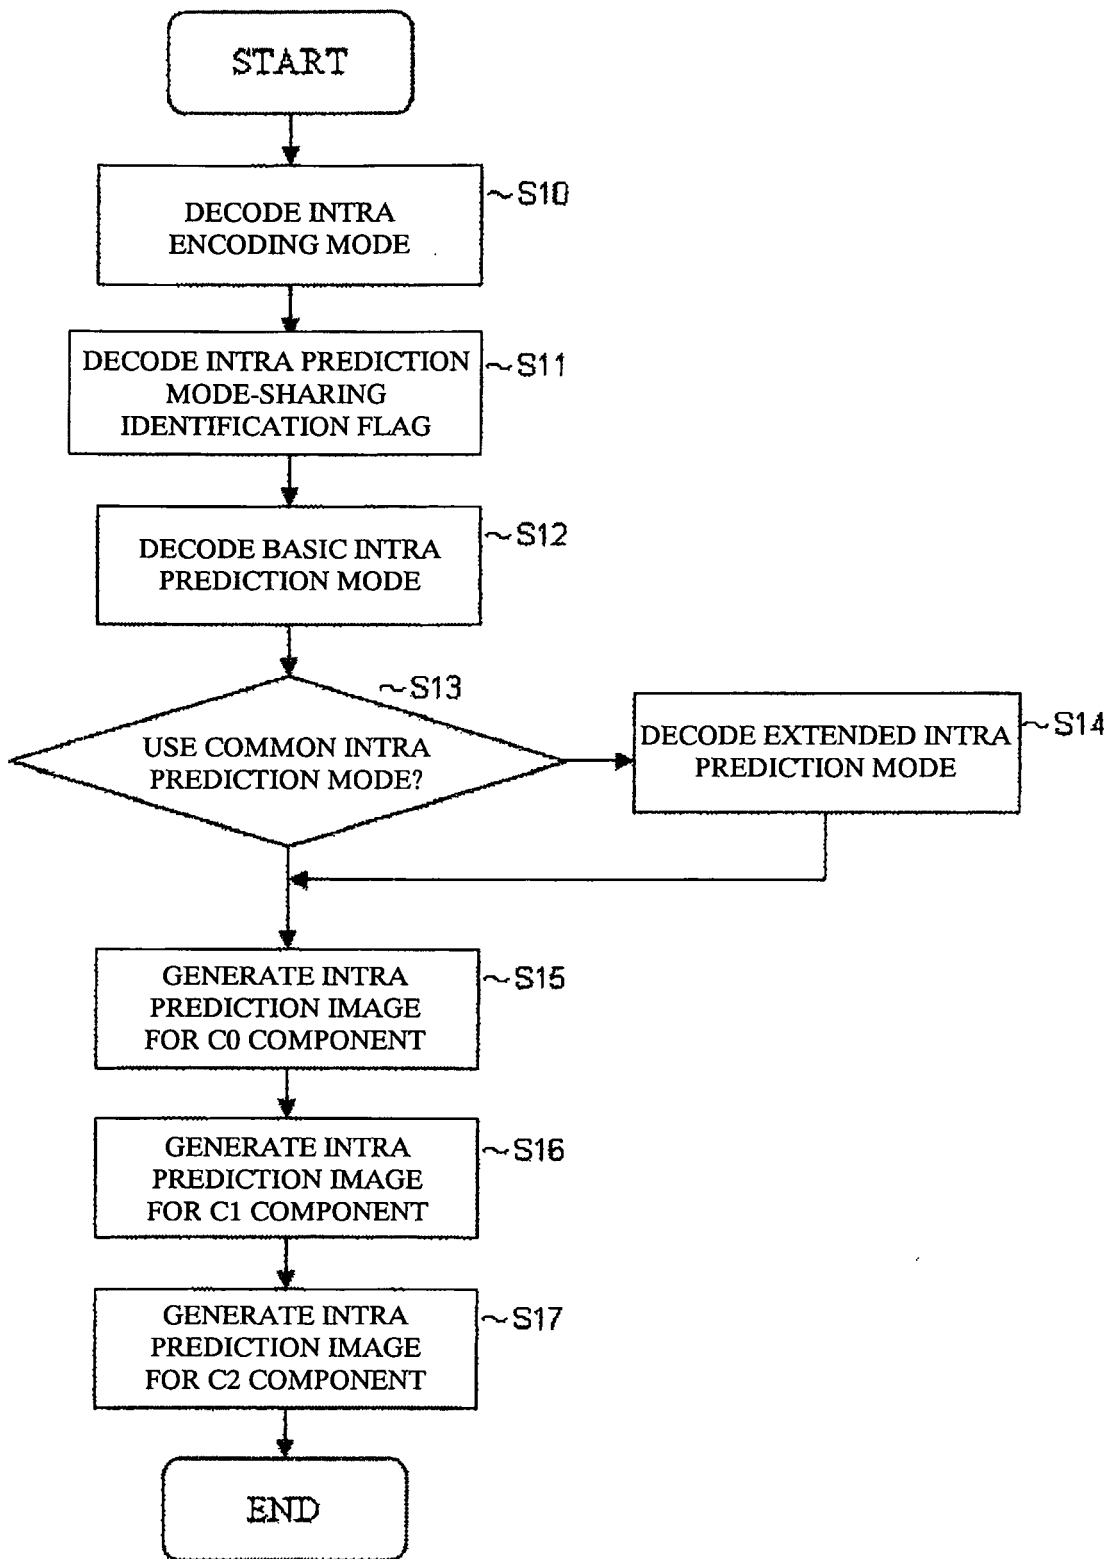 START
DECODE INTRA
ENCODING MODE
~S10
DECODE INTRA PREDICTION
MODE-SHARING
IDENTIFICATION FLAG
~S11
DECODE BASIC INTRA
PREDICTION MODE
~S12
USE COMMON INTRA
PREDICTION MODE?
~S13
DECODE EXTENDED INTRA
PREDICTION MODE
~S14
GENERATE INTRA
PREDICTION IMAGE
FOR C0 COMPONENT
~S15
GENERATE INTRA
PREDICTION IMAGE
FOR C1 COMPONENT
~S16
GENERATE INTRA
PREDICTION IMAGE
FOR C2 COMPONENT
~S17
END